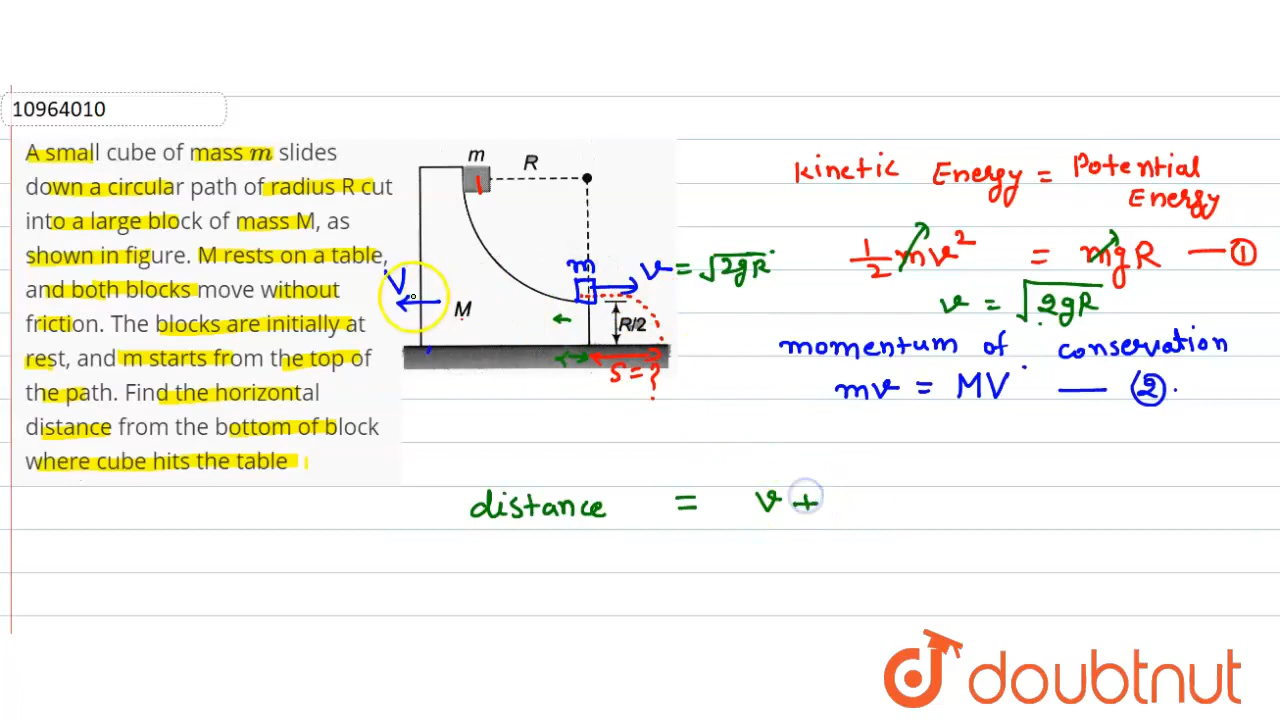 10964010
A small cube of mass m slides
down a circular path of radius R cut
into a large block of mass M, as
shown in figure. M rests on a table,
and both blocks move without
friction. The blocks are initially at
rest, and m starts from the top of
the path. Find the horizontal
distance from the bottom of block
where cube hits the table
m
R
m
v = √2gR
V
M
R/2
S = ?
Kinetic Energy = Potential Energy
1/2 mv² = mgR — ①
v = √2gR
momentum of conservation
mv = MV — ②.
distance = v +
doubtnut